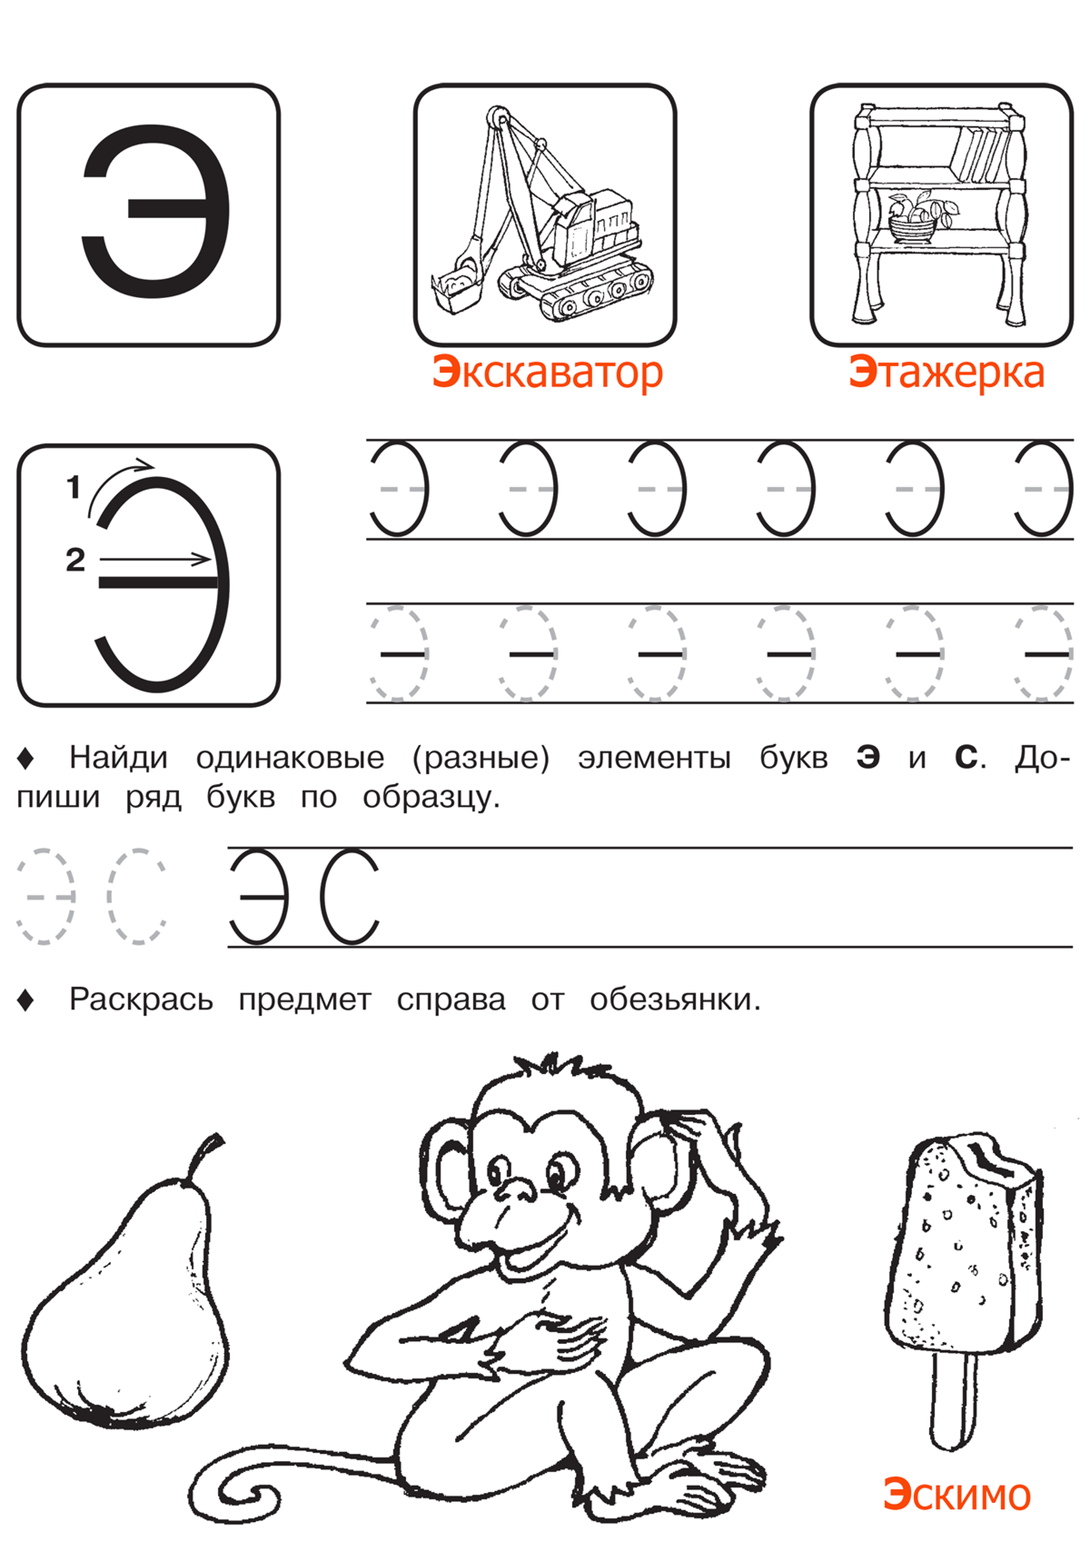 Э
Экскаватор Этажерка
1
2
Э
Э Э Э Э Э Э
Э Э Э Э Э Э
♦ Найди одинаковые (разные) элементы букв Э и С. До-
пиши ряд букв по образцу.
Э С Э С
♦ Раскрась предмет справа от обезьянки.
Эскимо